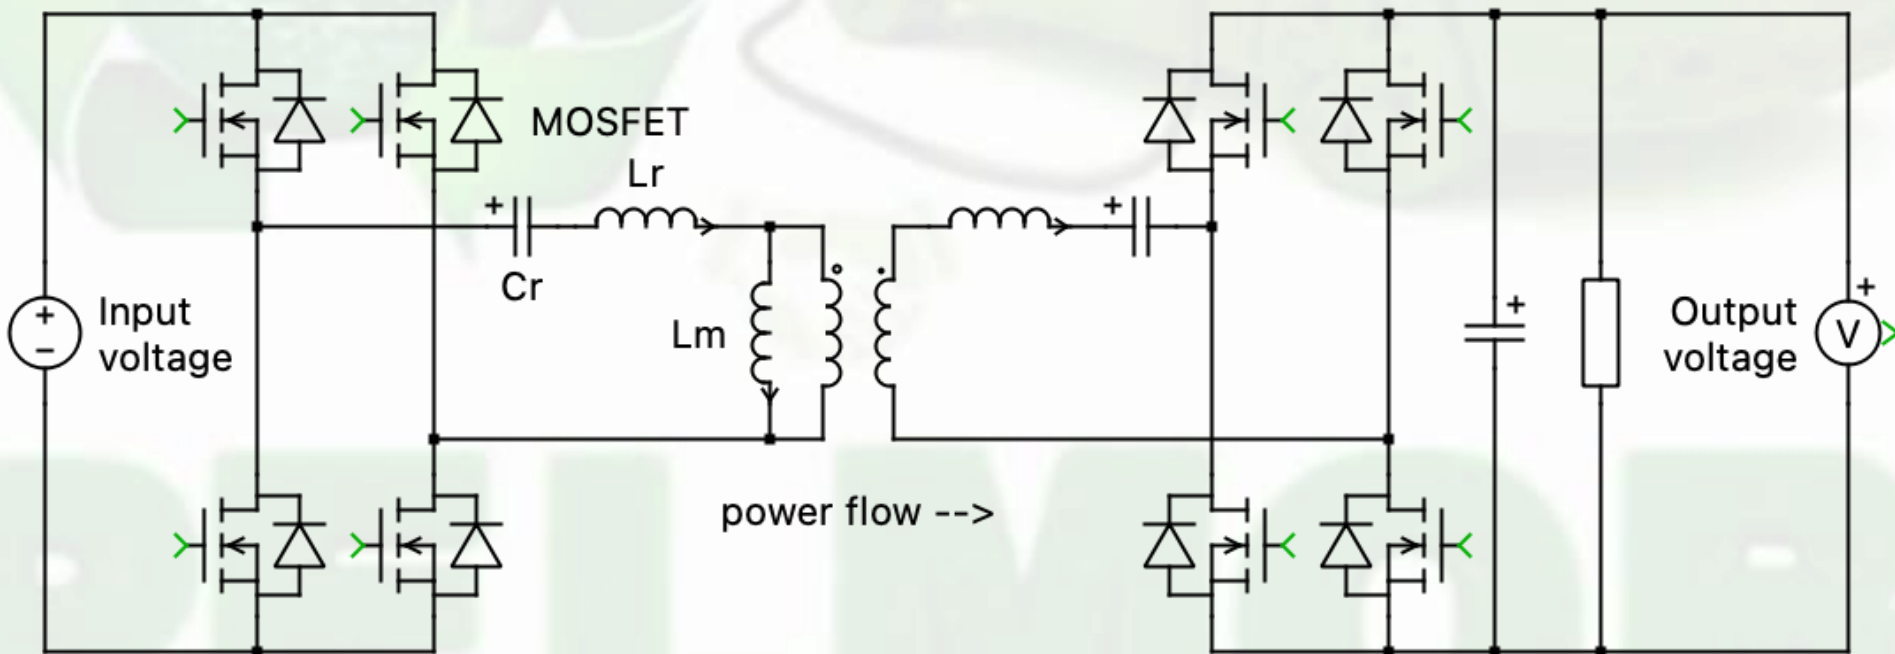 MOSFET
Lr
Cr
Input
voltage
Lm
Output
voltage
V
power flow -->